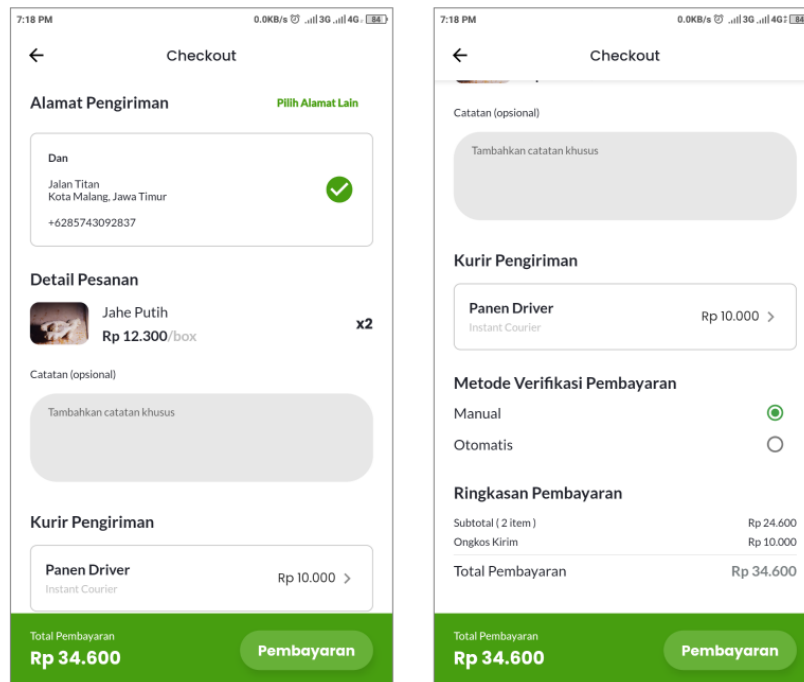 7:18 PM
0.0KB/s 3G 4G 84
Checkout
Alamat Pengiriman
Pilih Alamat Lain
Dan
Jalan Titan
Kota Malang, Jawa Timur
+6285743092837
Detail Pesanan
Jahe Putih
Rp 12.300/box
x2
Catatan (opsional)
Tambahkan catatan khusus
Kurir Pengiriman
Panen Driver
Instant Courier
Rp 10.000
Total Pembayaran
Rp 34.600
Pembayaran
7:18 PM
0.0KB/s 3G 4G 84
Checkout
Catatan (opsional)
Tambahkan catatan khusus
Kurir Pengiriman
Panen Driver
Instant Courier
Rp 10.000
Metode Verifikasi Pembayaran
Manual
Otomatis
Ringkasan Pembayaran
Subtotal ( 2 item )
Rp 24.600
Ongkos Kirim
Rp 10.000
Total Pembayaran
Rp 34.600
Total Pembayaran
Rp 34.600
Pembayaran